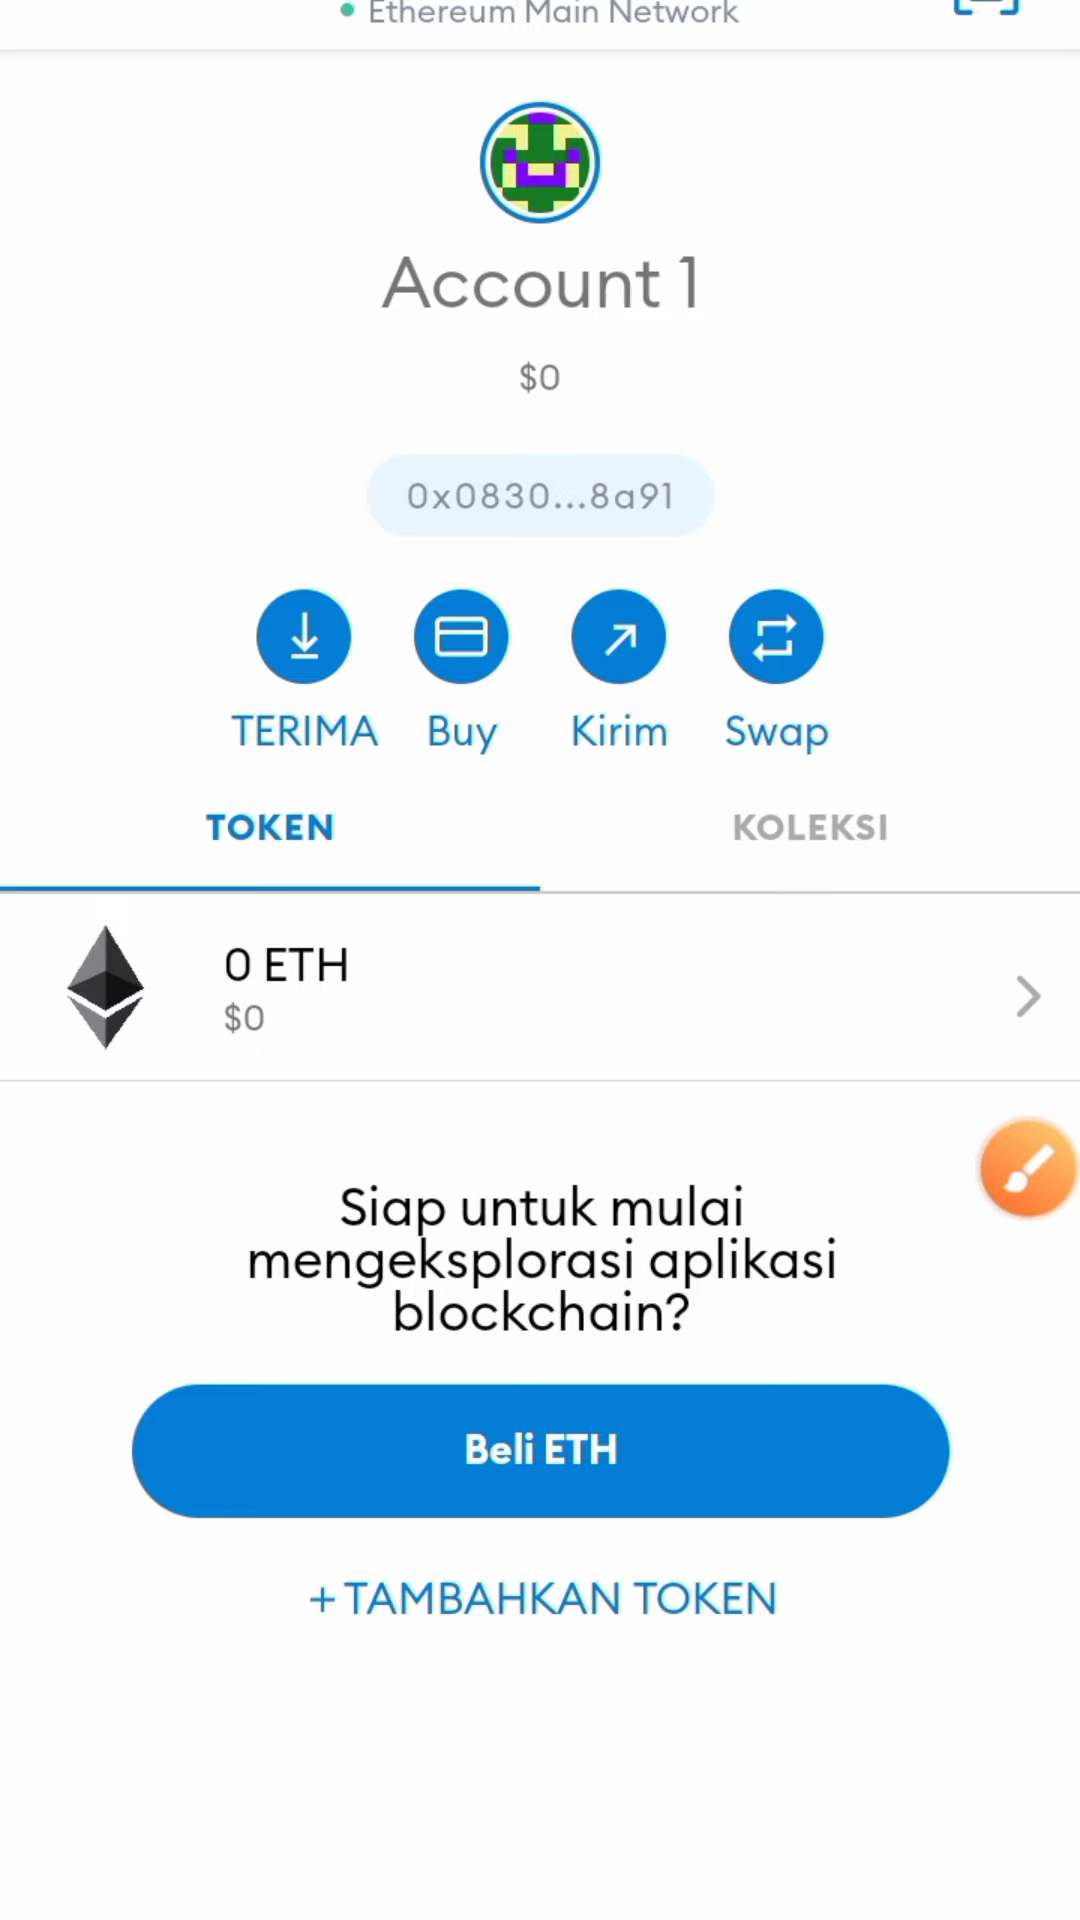 Ethereum Main Network
Account 1
$0
0x0830...8a91
TERIMA Buy Kirim Swap
TOKEN KOLEKSI
0 ETH
$0
Siap untuk mulai
mengeksplorasi aplikasi
blockchain?
Beli ETH
+ TAMBAHKAN TOKEN